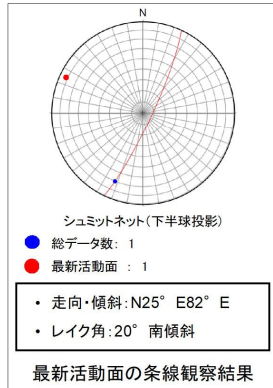 N
シュミットネット(下半球投影)
総データ数: 1
最新活動面 : 1
・ 走向・傾斜:N25°E82°E
・ レイク角:20°南傾斜
最新活動面の条線観察結果